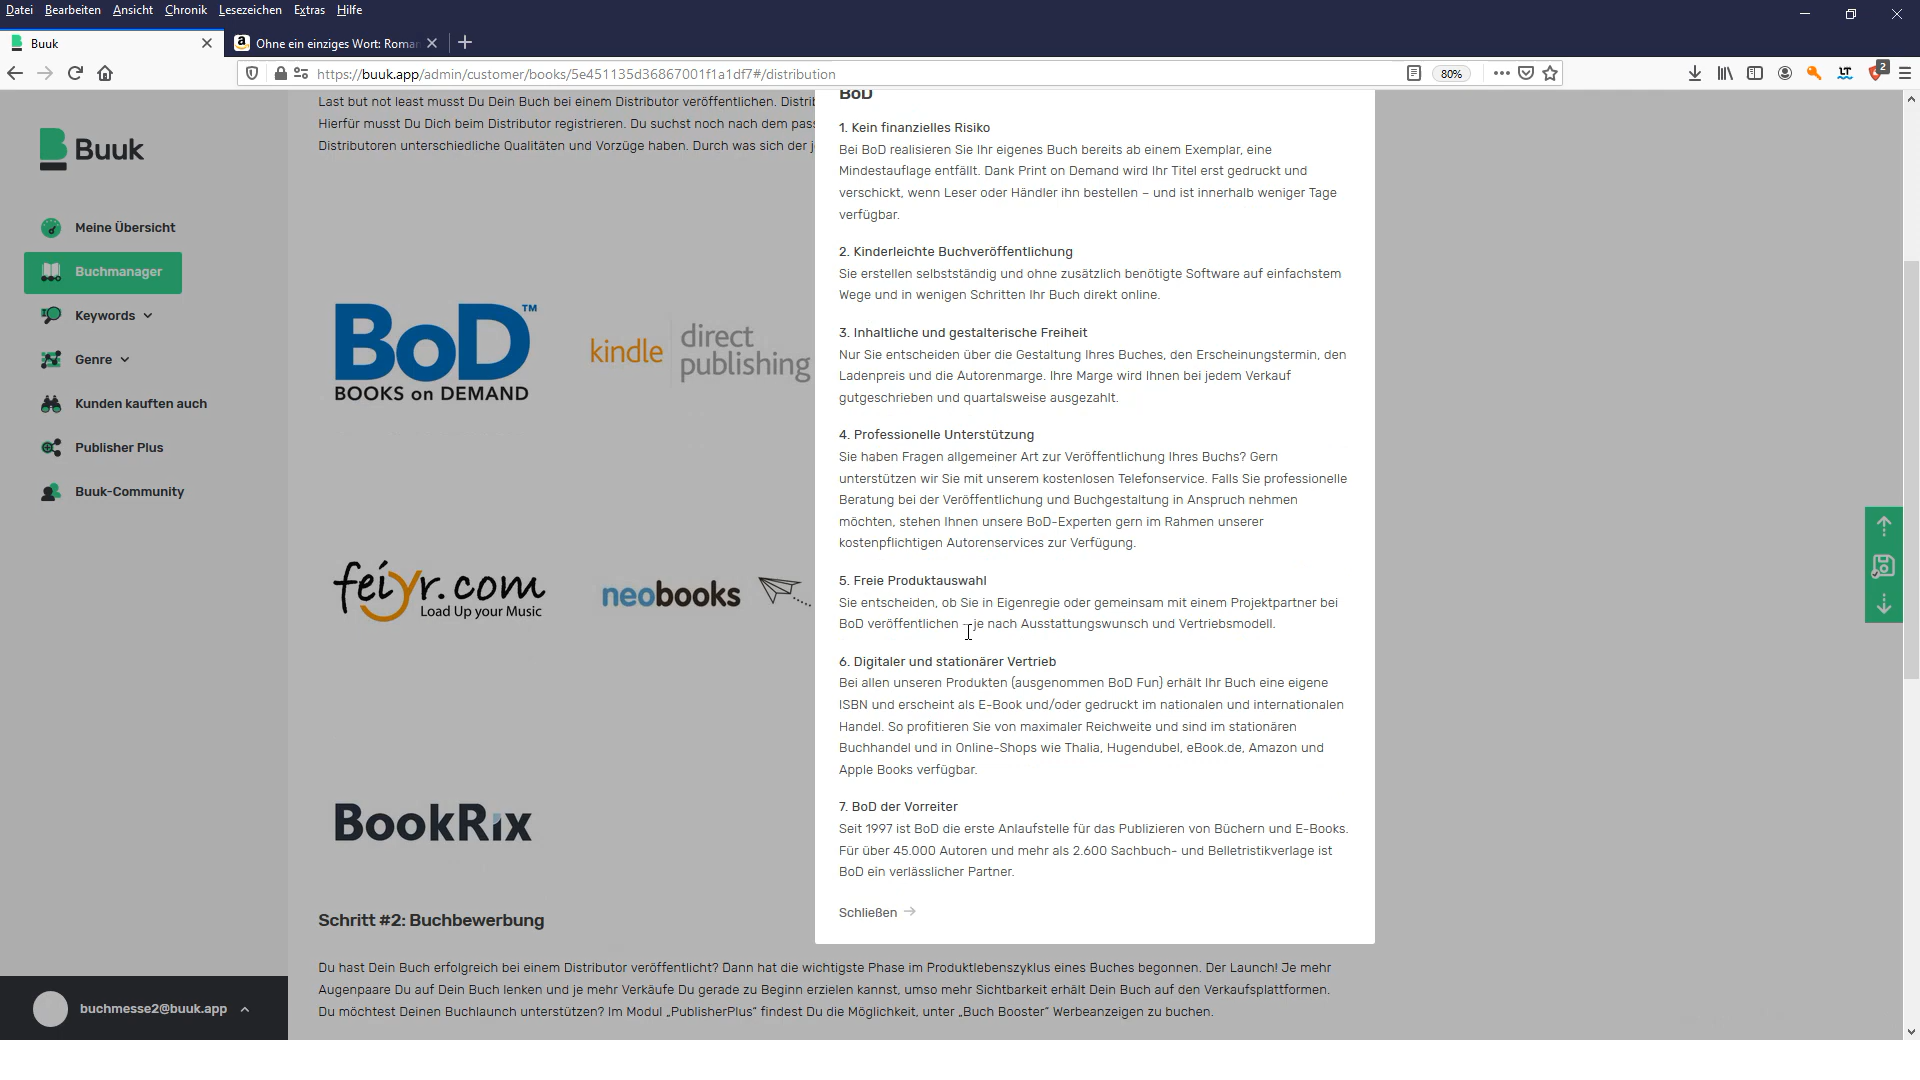 Datei Bearbeiten Ansicht Chronik Lesezeichen Extras Hilfe
Buuk
Ohne ein einziges Wort: Roma
https://buuk.app/admin/customer/books/5e451135d36867001f1a1df7#/distribution
80%
2
Buuk
Meine Übersicht
Buchmanager
Keywords
Genre
Kunden kauften auch
Publisher Plus
Buuk-Community
buchmesse2@buuk.app
Last but not least musst Du Dein Buch bei einem Distributor veröffentlichen. Distrib
Hierfür musst Du Dich beim Distributor registrieren. Du suchst noch nach dem pass
Distributoren unterschiedliche Qualitäten und Vorzüge haben. Durch was sich der j
BoD™
BOOKS on DEMAND
kindle direct publishing
feiyr.com
Load Up your Music
neobooks
BookRix
BoD
1. Kein finanzielles Risiko
Bei BoD realisieren Sie Ihr eigenes Buch bereits ab einem Exemplar, eine
Mindestauflage entfällt. Dank Print on Demand wird Ihr Titel erst gedruckt und
verschickt, wenn Leser oder Händler ihn bestellen – und ist innerhalb weniger Tage
verfügbar.
2. Kinderleichte Buchveröffentlichung
Sie erstellen selbstständig und ohne zusätzlich benötigte Software auf einfachstem
Wege und in wenigen Schritten Ihr Buch direkt online.
3. Inhaltliche und gestalterische Freiheit
Nur Sie entscheiden über die Gestaltung Ihres Buches, den Erscheinungstermin, den
Ladenpreis und die Autorenmarge. Ihre Marge wird Ihnen bei jedem Verkauf
gutgeschrieben und quartalsweise ausgezahlt.
4. Professionelle Unterstützung
Sie haben Fragen allgemeiner Art zur Veröffentlichung Ihres Buchs? Gern
unterstützen wir Sie mit unserem kostenlosen Telefonservice. Falls Sie professionelle
Beratung bei der Veröffentlichung und Buchgestaltung in Anspruch nehmen
möchten, stehen Ihnen unsere BoD-Experten gern im Rahmen unserer
kostenpflichtigen Autorenservices zur Verfügung.
5. Freie Produktauswahl
Sie entscheiden, ob Sie in Eigenregie oder gemeinsam mit einem Projektpartner bei
BoD veröffentlichen – je nach Ausstattungswunsch und Vertriebsmodell.
6. Digitaler und stationärer Vertrieb
Bei allen unseren Produkten (ausgenommen BoD Fun) erhält Ihr Buch eine eigene
ISBN und erscheint als E-Book und/oder gedruckt im nationalen und internationalen
Handel. So profitieren Sie von maximaler Reichweite und sind im stationären
Buchhandel und in Online-Shops wie Thalia, Hugendubel, eBook.de, Amazon und
Apple Books verfügbar.
7. BoD der Vorreiter
Seit 1997 ist BoD die erste Anlaufstelle für das Publizieren von Büchern und E-Books.
Für über 45.000 Autoren und mehr als 2.600 Sachbuch- und Belletristikverlage ist
BoD ein verlässlicher Partner.
Schließen
Schritt #2: Buchbewerbung
Du hast Dein Buch erfolgreich bei einem Distributor veröffentlicht? Dann hat die wichtigste Phase im Produktlebenszyklus eines Buches begonnen. Der Launch! Je mehr
Augenpaare Du auf Dein Buch lenken und je mehr Verkäufe Du gerade zu Beginn erzielen kannst, umso mehr Sichtbarkeit erhält Dein Buch auf den Verkaufsplattformen.
Du möchtest Deinen Buchlaunch unterstützen? Im Modul „PublisherPlus“ findest Du die Möglichkeit, unter „Buch Booster“ Werbeanzeigen zu buchen.